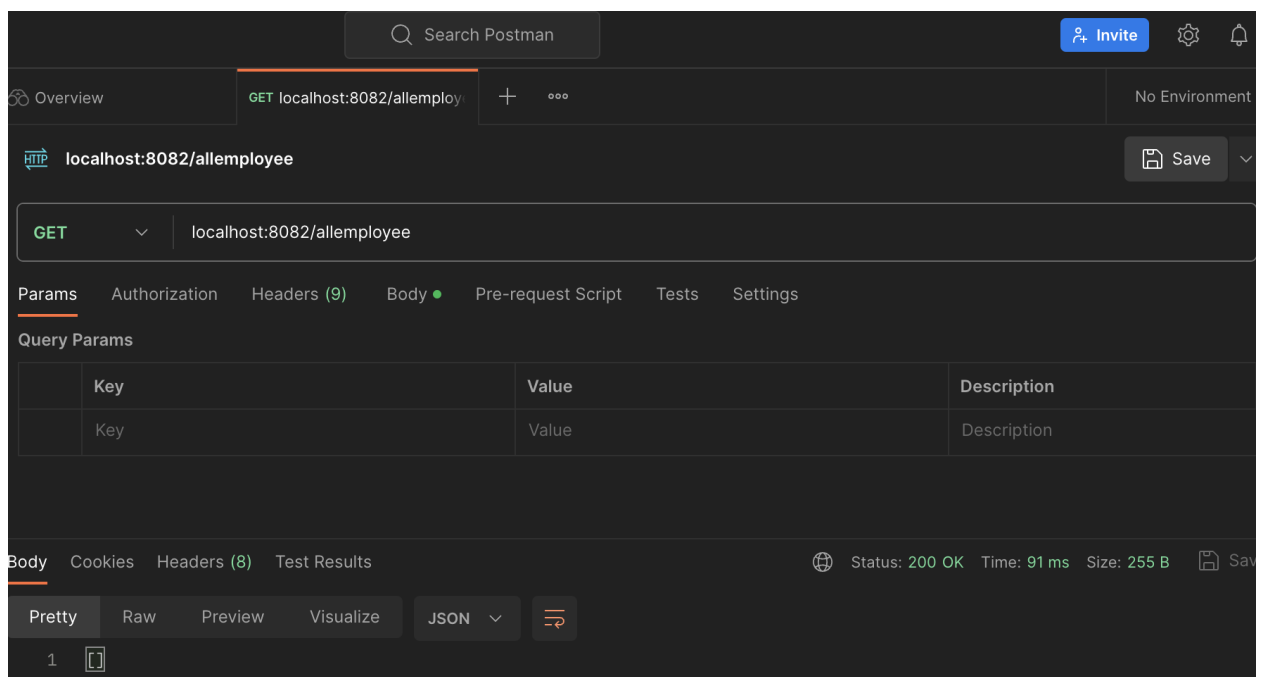 Search Postman
Invite
Overview
GET localhost:8082/allemploy
No Environment
HTTP localhost:8082/allemployee
Save
GET localhost:8082/allemployee
Params Authorization Headers (9) Body Pre-request Script Tests Settings
Query Params
Key Value Description
Key Value Description
Body Cookies Headers (8) Test Results Status: 200 OK Time: 91 ms Size: 255 B Sav
Pretty Raw Preview Visualize JSON
1 []